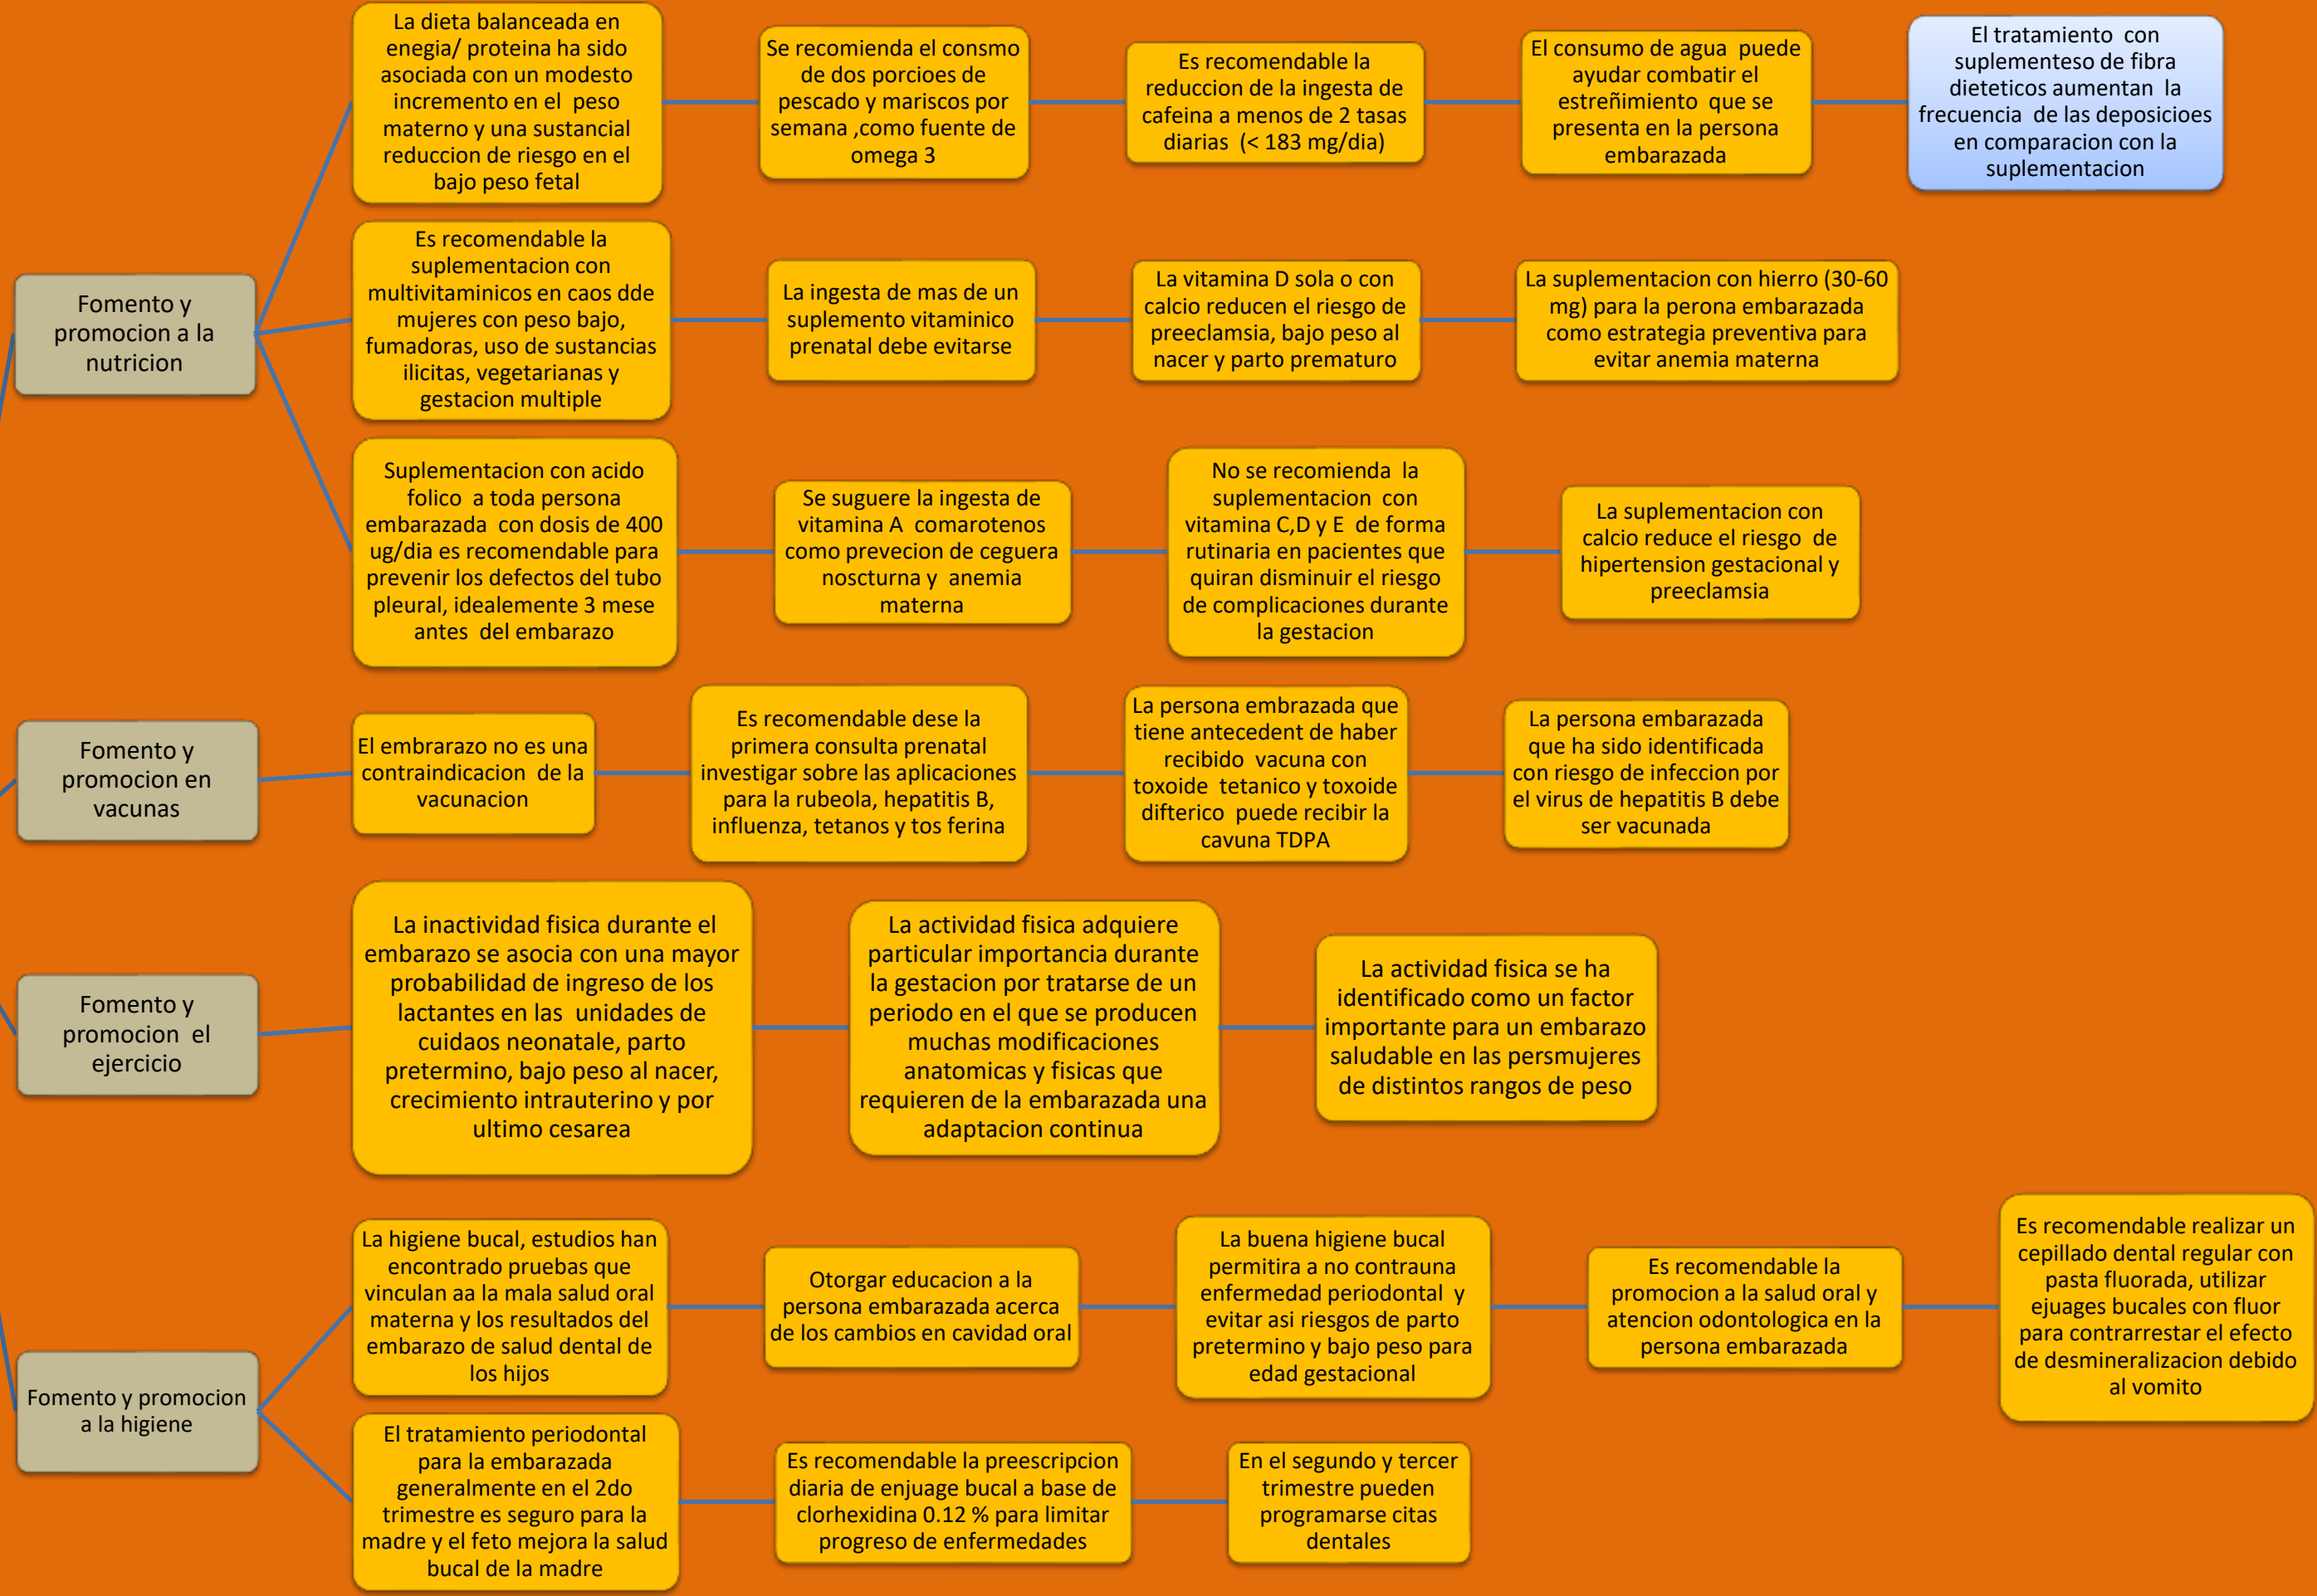 Fomento y
promocion a la
nutricion
La dieta balanceada en
enegia/ proteina ha sido
asociada con un modesto
incremento en el  peso
materno y una sustancial
reduccion de riesgo en el
bajo peso fetal
Se recomienda el consmo
de dos porcioes de
pescado y mariscos por
semana ,como fuente de
omega 3
Es recomendable la
reduccion de la ingesta de
cafeina a menos de 2 tasas
diarias  (< 183 mg/dia)
El consumo de agua  puede
ayudar combatir el
estreñimiento  que se
presenta en la persona
embarazada
El tratamiento  con
suplementeso de fibra
dieteticos aumentan  la
frecuencia  de las deposicioes
en comparacion con la
suplementacion
Es recomendable la
suplementacion con
multivitaminicos en caos dde
mujeres con peso bajo,
fumadoras, uso de sustancias
ilicitas, vegetarianas y
gestacion multiple
La ingesta de mas de un
suplemento vitaminico
prenatal debe evitarse
La vitamina D sola o con
calcio reducen el riesgo de
preeclamsia, bajo peso al
nacer y parto prematuro
La suplementacion con hierro (30-60
mg) para la perona embarazada
como estrategia preventiva para
evitar anemia materna
Suplementacion con acido
folico  a toda persona
embarazada  con dosis de 400
ug/dia es recomendable para
prevenir los defectos del tubo
pleural, idealemente 3 mese
antes  del embarazo
Se suguere la ingesta de
vitamina A  comarotenos
como prevecion de ceguera
noscturna y  anemia
materna
No se recomienda  la
suplementacion  con
vitamina C,D y E  de forma
rutinaria en pacientes que
quiran disminuir el riesgo
de complicaciones durante
la gestacion
La suplementacion con
calcio reduce el riesgo  de
hipertension gestacional y
preeclamsia
Fomento y
promocion en
vacunas
El embrarazo no es una
contraindicacion  de la
vacunacion
Es recomendable dese la
primera consulta prenatal
investigar sobre las aplicaciones
para la rubeola, hepatitis B,
influenza, tetanos y tos ferina
La persona embrazada que
tiene antecedent de haber
recibido  vacuna con
toxoide  tetanico y toxoide
difterico  puede recibir la
cavuna TDPA
La persona embarazada
que ha sido identificada
con riesgo de infeccion por
el virus de hepatitis B debe
ser vacunada
Fomento y
promocion  el
ejercicio
La inactividad fisica durante el
embarazo se asocia con una mayor
probabilidad de ingreso de los
lactantes en las  unidades de
cuidaos neonatale, parto
pretermino, bajo peso al nacer,
crecimiento intrauterino y por
ultimo cesarea
La actividad fisica adquiere
particular importancia durante
la gestacion por tratarse de un
periodo en el que se producen
muchas modificaciones
anatomicas y fisicas que
requieren de la embarazada una
adaptacion continua
La actividad fisica se ha
identificado como un factor
importante para un embarazo
saludable en las persmujeres
de distintos rangos de peso
Fomento y promocion
a la higiene
La higiene bucal, estudios han
encontrado pruebas que
vinculan aa la mala salud oral
materna y los resultados del
embarazo de salud dental de
los hijos
Otorgar educacion a la
persona embarazada acerca
de los cambios en cavidad oral
La buena higiene bucal
permitira a no contrauna
enfermedad periodontal  y
evitar asi riesgos de parto
pretermino y bajo peso para
edad gestacional
Es recomendable la
promocion a la salud oral y
atencion odontologica en la
persona embarazada
Es recomendable realizar un
cepillado dental regular con
pasta fluorada, utilizar
ejuages bucales con fluor
para contrarrestar el efecto
de desmineralizacion debido
al vomito
El tratamiento periodontal
para la embarazada
generalmente en el 2do
trimestre es seguro para la
madre y el feto mejora la salud
bucal de la madre
Es recomendable la preescripcion
diaria de enjuage bucal a base de
clorhexidina 0.12 % para limitar
progreso de enfermedades
En el segundo y tercer
trimestre pueden
programarse citas
dentales